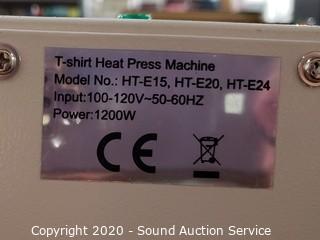 T-shirt Heat Press Machine
Model No.: HT-E15, HT-E20, HT-E24
Input:100-120V~50-60HZ
Power:1200W
CE
Copyright 2020 - Sound Auction Service